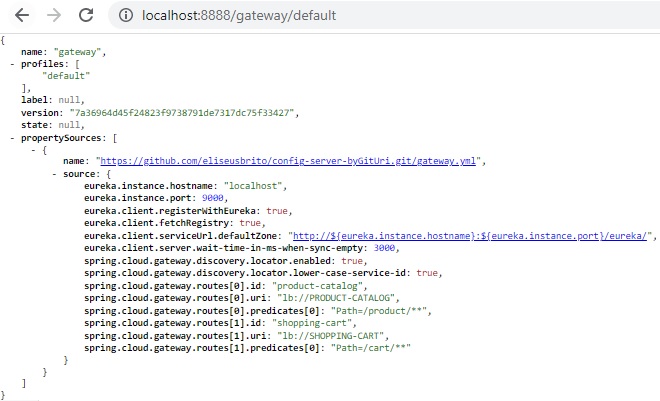 localhost:8888/gateway/default
{
name: "gateway",
- profiles: [
"default"
],
label: null,
version: "7a36964d45f24823f9738791de7317dc75f33427",
state: null,
- propertySources: [
- {
name: "https://github.com/eliseusbrito/config-server-byGitUri.git/gateway.yml",
- source: {
eureka.instance.hostname: "localhost",
eureka.instance.port: 9000,
eureka.client.registerWithEureka: true,
eureka.client.fetchRegistry: true,
eureka.client.serviceUrl.defaultZone: "http://${eureka.instance.hostname}:${eureka.instance.port}/eureka/",
eureka.client.server.wait-time-in-ms-when-sync-empty: 3000,
spring.cloud.gateway.discovery.locator.enabled: true,
spring.cloud.gateway.discovery.locator.lower-case-service-id: true,
spring.cloud.gateway.routes[0].id: "product-catalog",
spring.cloud.gateway.routes[0].uri: "lb://PRODUCT-CATALOG",
spring.cloud.gateway.routes[0].predicates[0]: "Path=/product/**",
spring.cloud.gateway.routes[1].id: "shopping-cart",
spring.cloud.gateway.routes[1].uri: "lb://SHOPPING-CART",
spring.cloud.gateway.routes[1].predicates[0]: "Path=/cart/**"
}
}
]
}